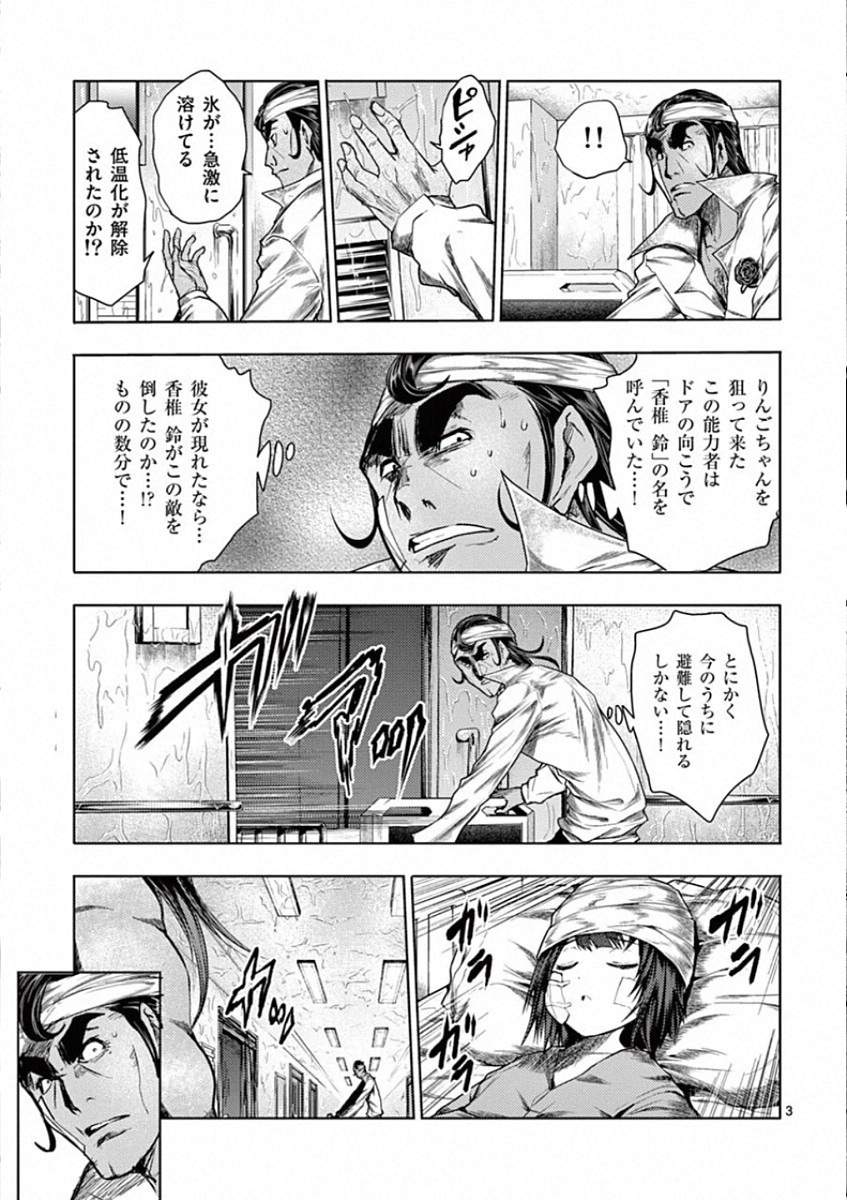 !!
ピシャ
氷が…急激に
溶けてる
低温化が解除
されたのか!?
りんごちゃんを
狙って来た
この能力者は
ドアの向こうで
「香椎 鈴」の名を
呼んでいた…!
彼女が現れたなら…
香椎 鈴がこの敵を
倒したのか…!?
ものの数分で…!
とにかく
今のうちに
避難して隠れる
しかない…!
ガラ
ガラ
ガラ
ガラ
3